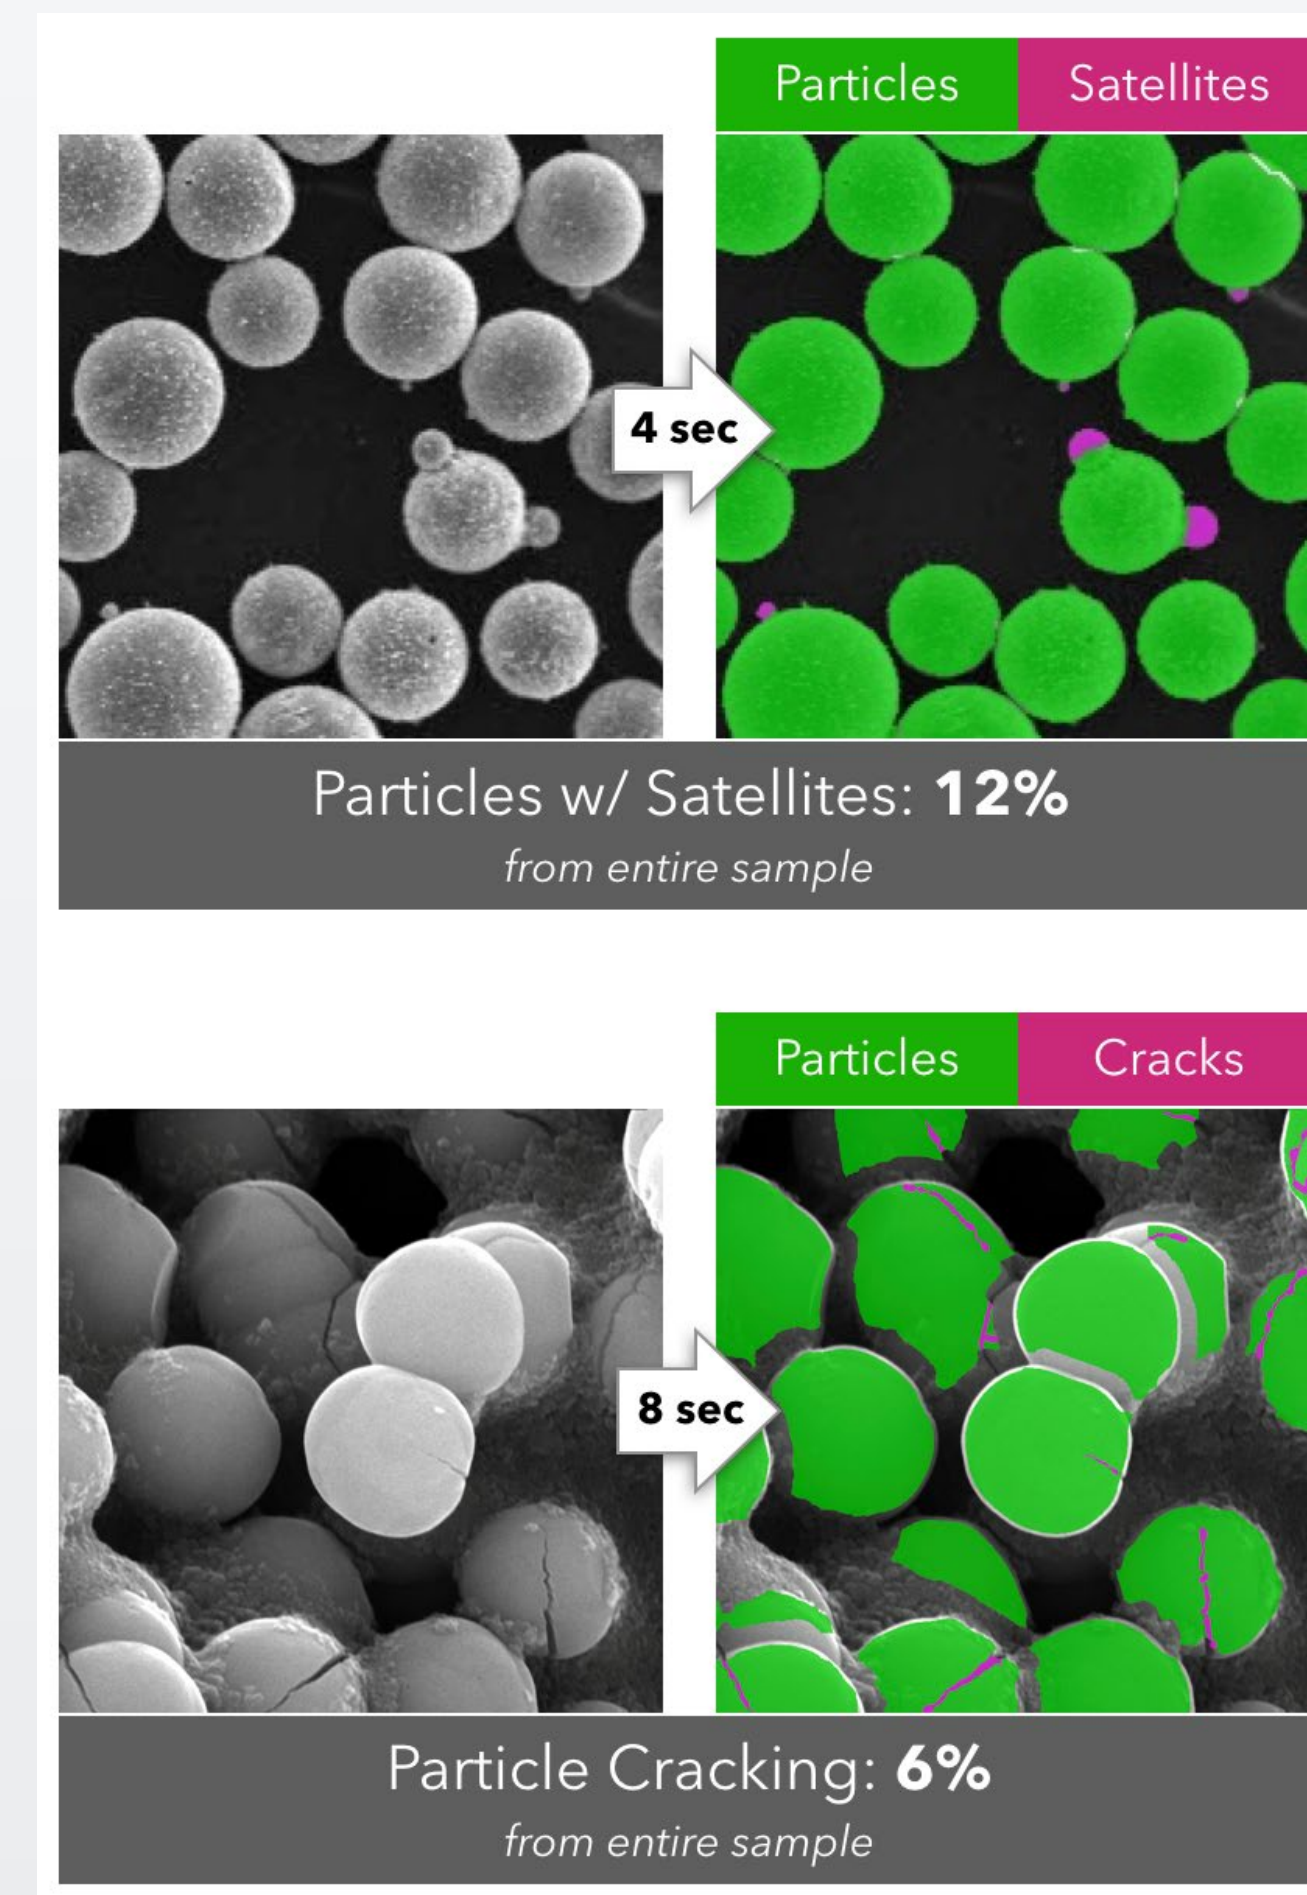 Particles Satellites
4 sec
Particles w/ Satellites: 12%
from entire sample
Particles Cracks
8 sec
Particle Cracking: 6%
from entire sample